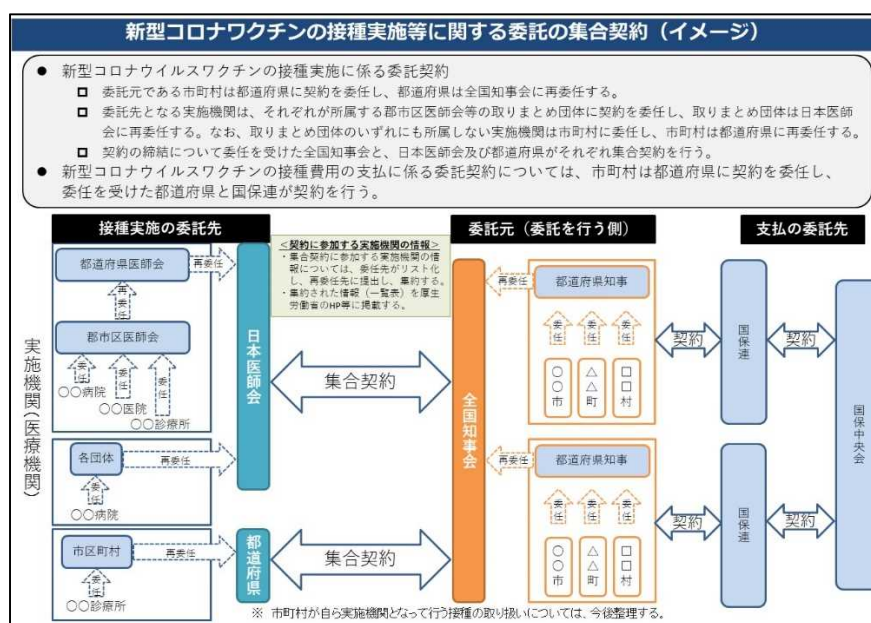 新型コロナワクチンの接種実施等に関する委託の集合契約（イメージ）
● 新型コロナウイルスワクチンの接種実施に係る委託契約
□ 委託元である市町村は都道府県に契約を委任し、都道府県は全国知事会に再委任する。
□ 委託先となる実施機関は、それぞれが所属する郡市区医師会等の取りまとめ団体に契約を委任し、取りまとめ団体は日本医師
会に再委任する。なお、取りまとめ団体のいずれにも所属しない実施機関は市町村に委任し、市町村は都道府県に再委任する。
□ 契約の締結について委任を受けた全国知事会と、日本医師会及び都道府県がそれぞれ集合契約を行う。
● 新型コロナウイルスワクチンの接種費用の支払に係る委託契約については、市町村は都道府県に契約を委任し、
委任を受けた都道府県と国保連が契約を行う。
接種実施の委託先
委託元（委託を行う側）
支払の委託先
＜契約に参加する実施機関の情報＞
・集合契約に参加する実施機関の情
報については、委任先がリスト化
し、再委任先に提出し、集約する。
・集約された情報（一覧表）を厚生
労働省のHP等に掲載する。
実施機関(医療機関)
都道府県医師会
再委任
再委任
郡市区医師会
委任
委任
委任
〇〇病院
〇〇医院
〇〇診療所
各団体
再委任
委任
〇〇病院
市区町村
再委任
委任
〇〇診療所
日本医師会
都道府県
集合契約
集合契約
全国知事会
再委任
都道府県知事
委任
委任
委任
〇〇市
△△町
□□村
契約
国保連
契約
再委任
都道府県知事
委任
委任
委任
〇〇市
△△町
□□村
契約
国保連
契約
国保中央会
※ 市町村が自ら実施機関となって行う接種の取り扱いについては、今後整理する。